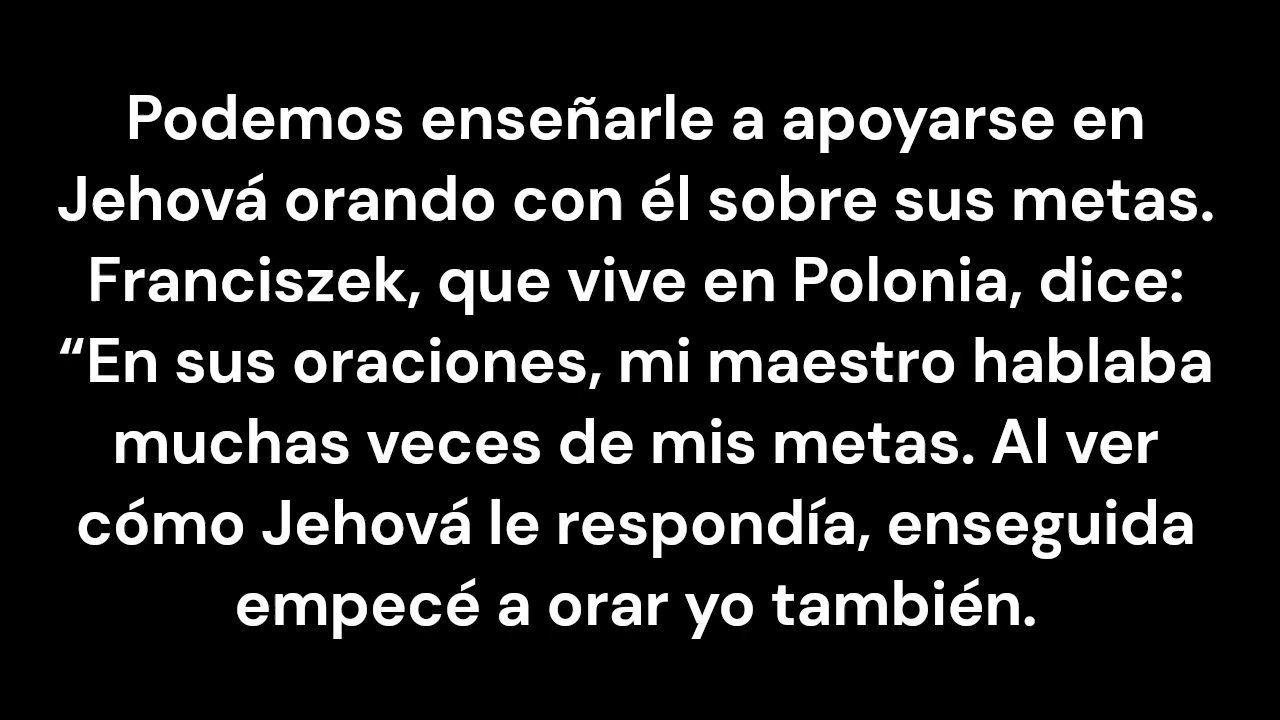 Podemos enseñarle a apoyarse en
Jehová orando con él sobre sus metas.
Franciszek, que vive en Polonia, dice:
“En sus oraciones, mi maestro hablaba
muchas veces de mis metas. Al ver
cómo Jehová le respondía, enseguida
empecé a orar yo también.